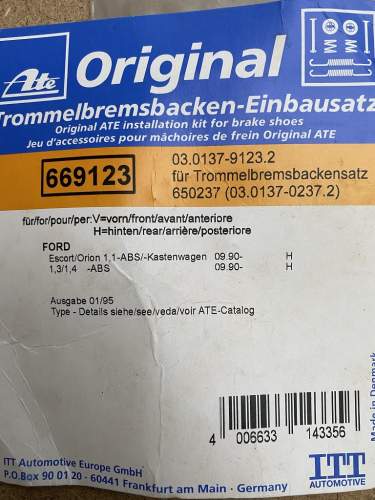 Ate
Original
Trommelbremsbacken-Einbausatz
Original ATE installation kit for brake shoes
Jeu d'accessoires pour mâchoires de frein Original ATE
669123
03.0137-9123.2
für Trommelbremsbackensatz
650237 (03.0137-0237.2)
für/for/pour/per:V=vorn/front/avant/anteriore
H=hinten/rear/arrière/posteriore
FORD
Escort/Orion 1,1-ABS/-Kastenwagen 09.90- H
1,3/1,4 -ABS 09.90- H
Ausgabe 01/95
Type - Details siehe/see/veda/voir ATE-Catalog
4 006633 143356
Made in Denmark
ITT Automotive Europe GmbH
P.O.Box 90 01 20 - 60441 Frankfurt am Main - Germany
ITT
AUTOMOTIVE